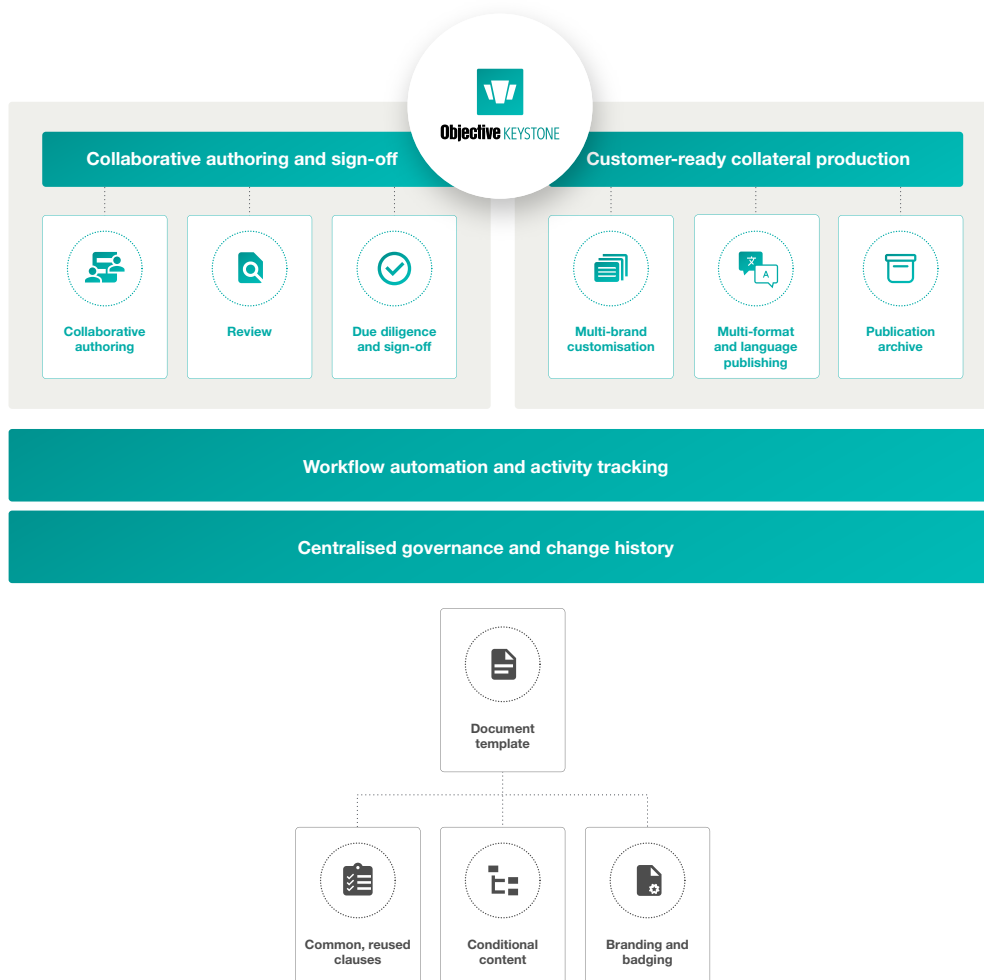 Objective KEYSTONE
Collaborative authoring and sign-off
Customer-ready collateral production
Collaborative
authoring
Review
Due diligence
and sign-off
Multi-brand
customisation
文
A
Multi-format
and language
publishing
Publication
archive
Workflow automation and activity tracking
Centralised governance and change history
Document
template
Common, reused
clauses
Conditional
content
Branding and
badging